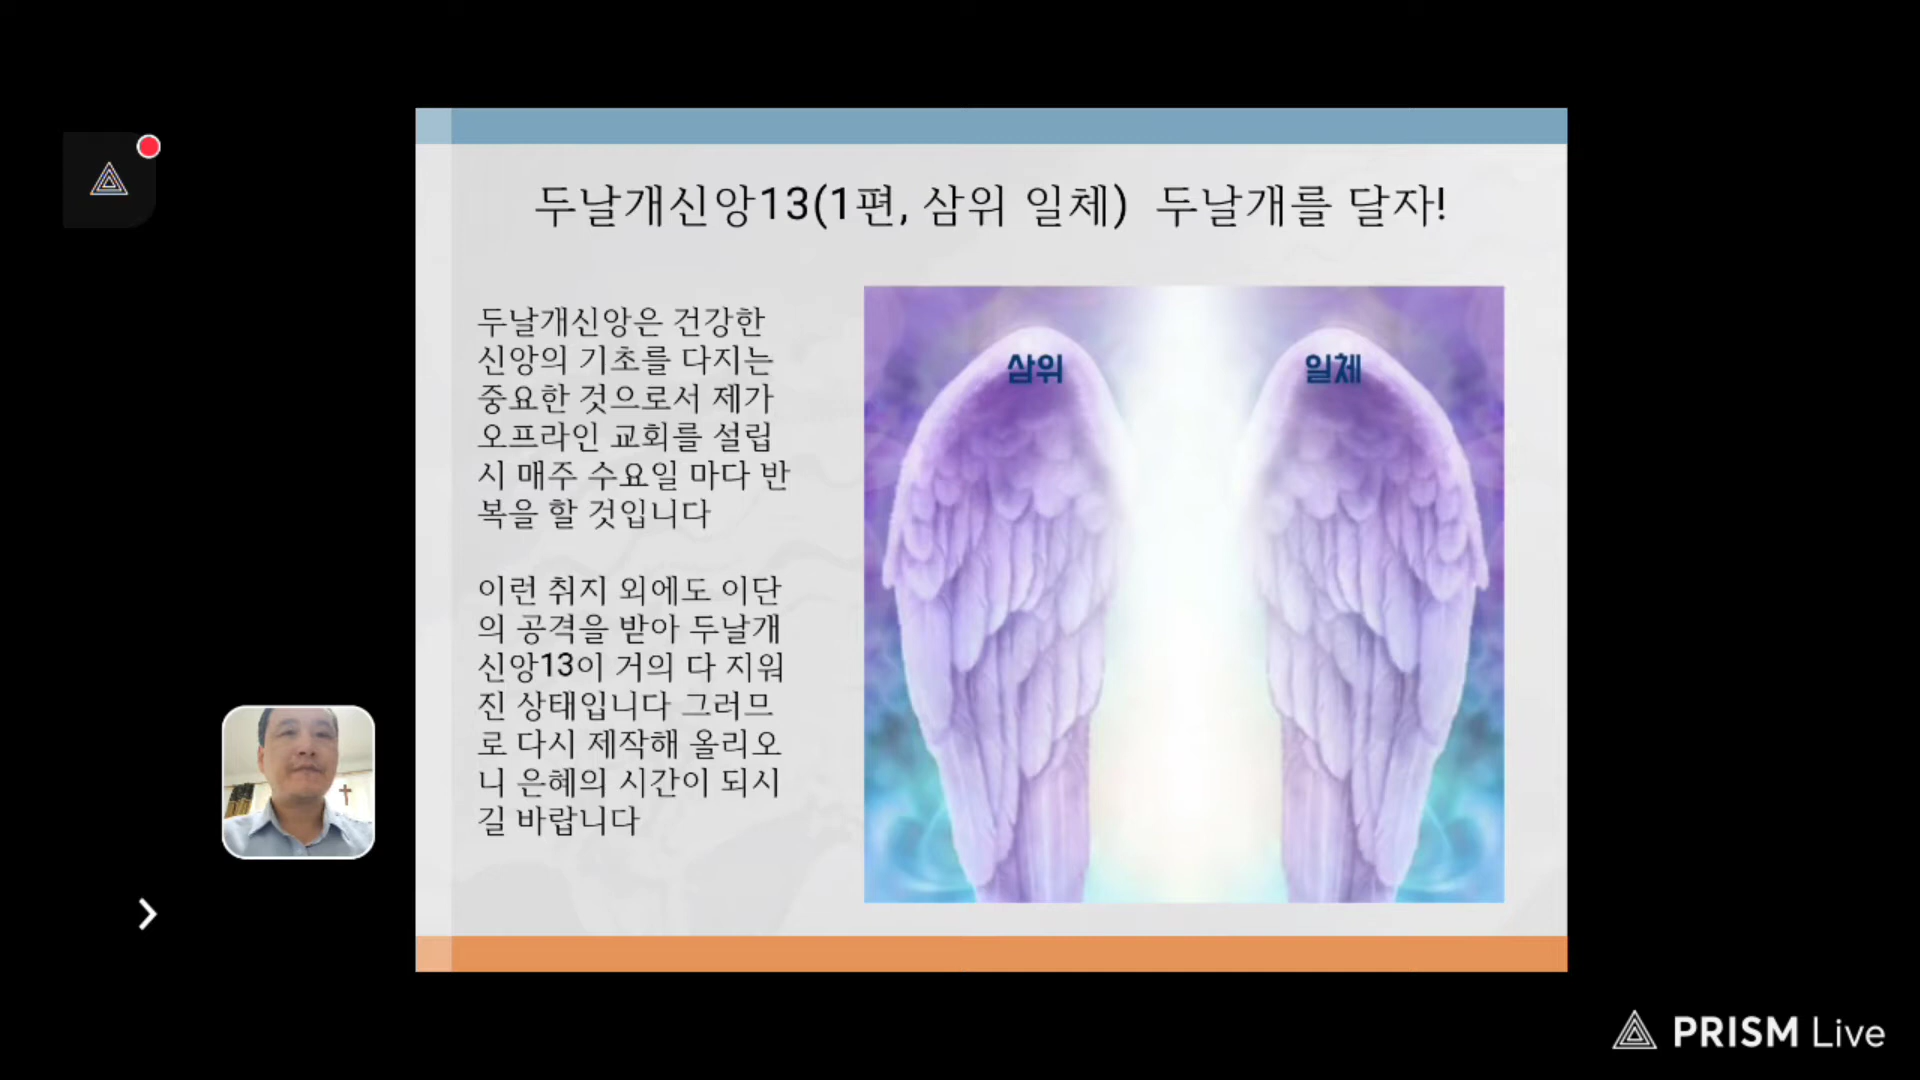 두날개신앙13(1편, 삼위 일체)  두날개를 달자!
두날개신앙은 건강한
신앙의 기초를 다지는
중요한 것으로서 제가
오프라인 교회를 설립
시 매주 수요일 마다 반
복을 할 것입니다
이런 취지 외에도 이단
의 공격을 받아 두날개
신앙13이 거의 다 지워
진 상태입니다 그러므
로 다시 제작해 올리오
니 은혜의 시간이 되시
길 바랍니다
삼위
일체
PRISM Live